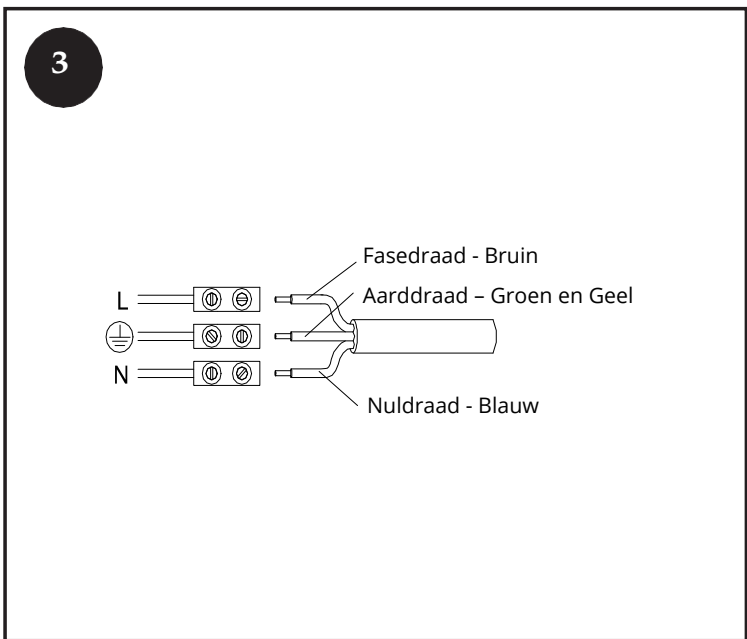 3
Fasedraad - Bruin
L
Aarddraad – Groen en Geel
N
Nuldraad - Blauw